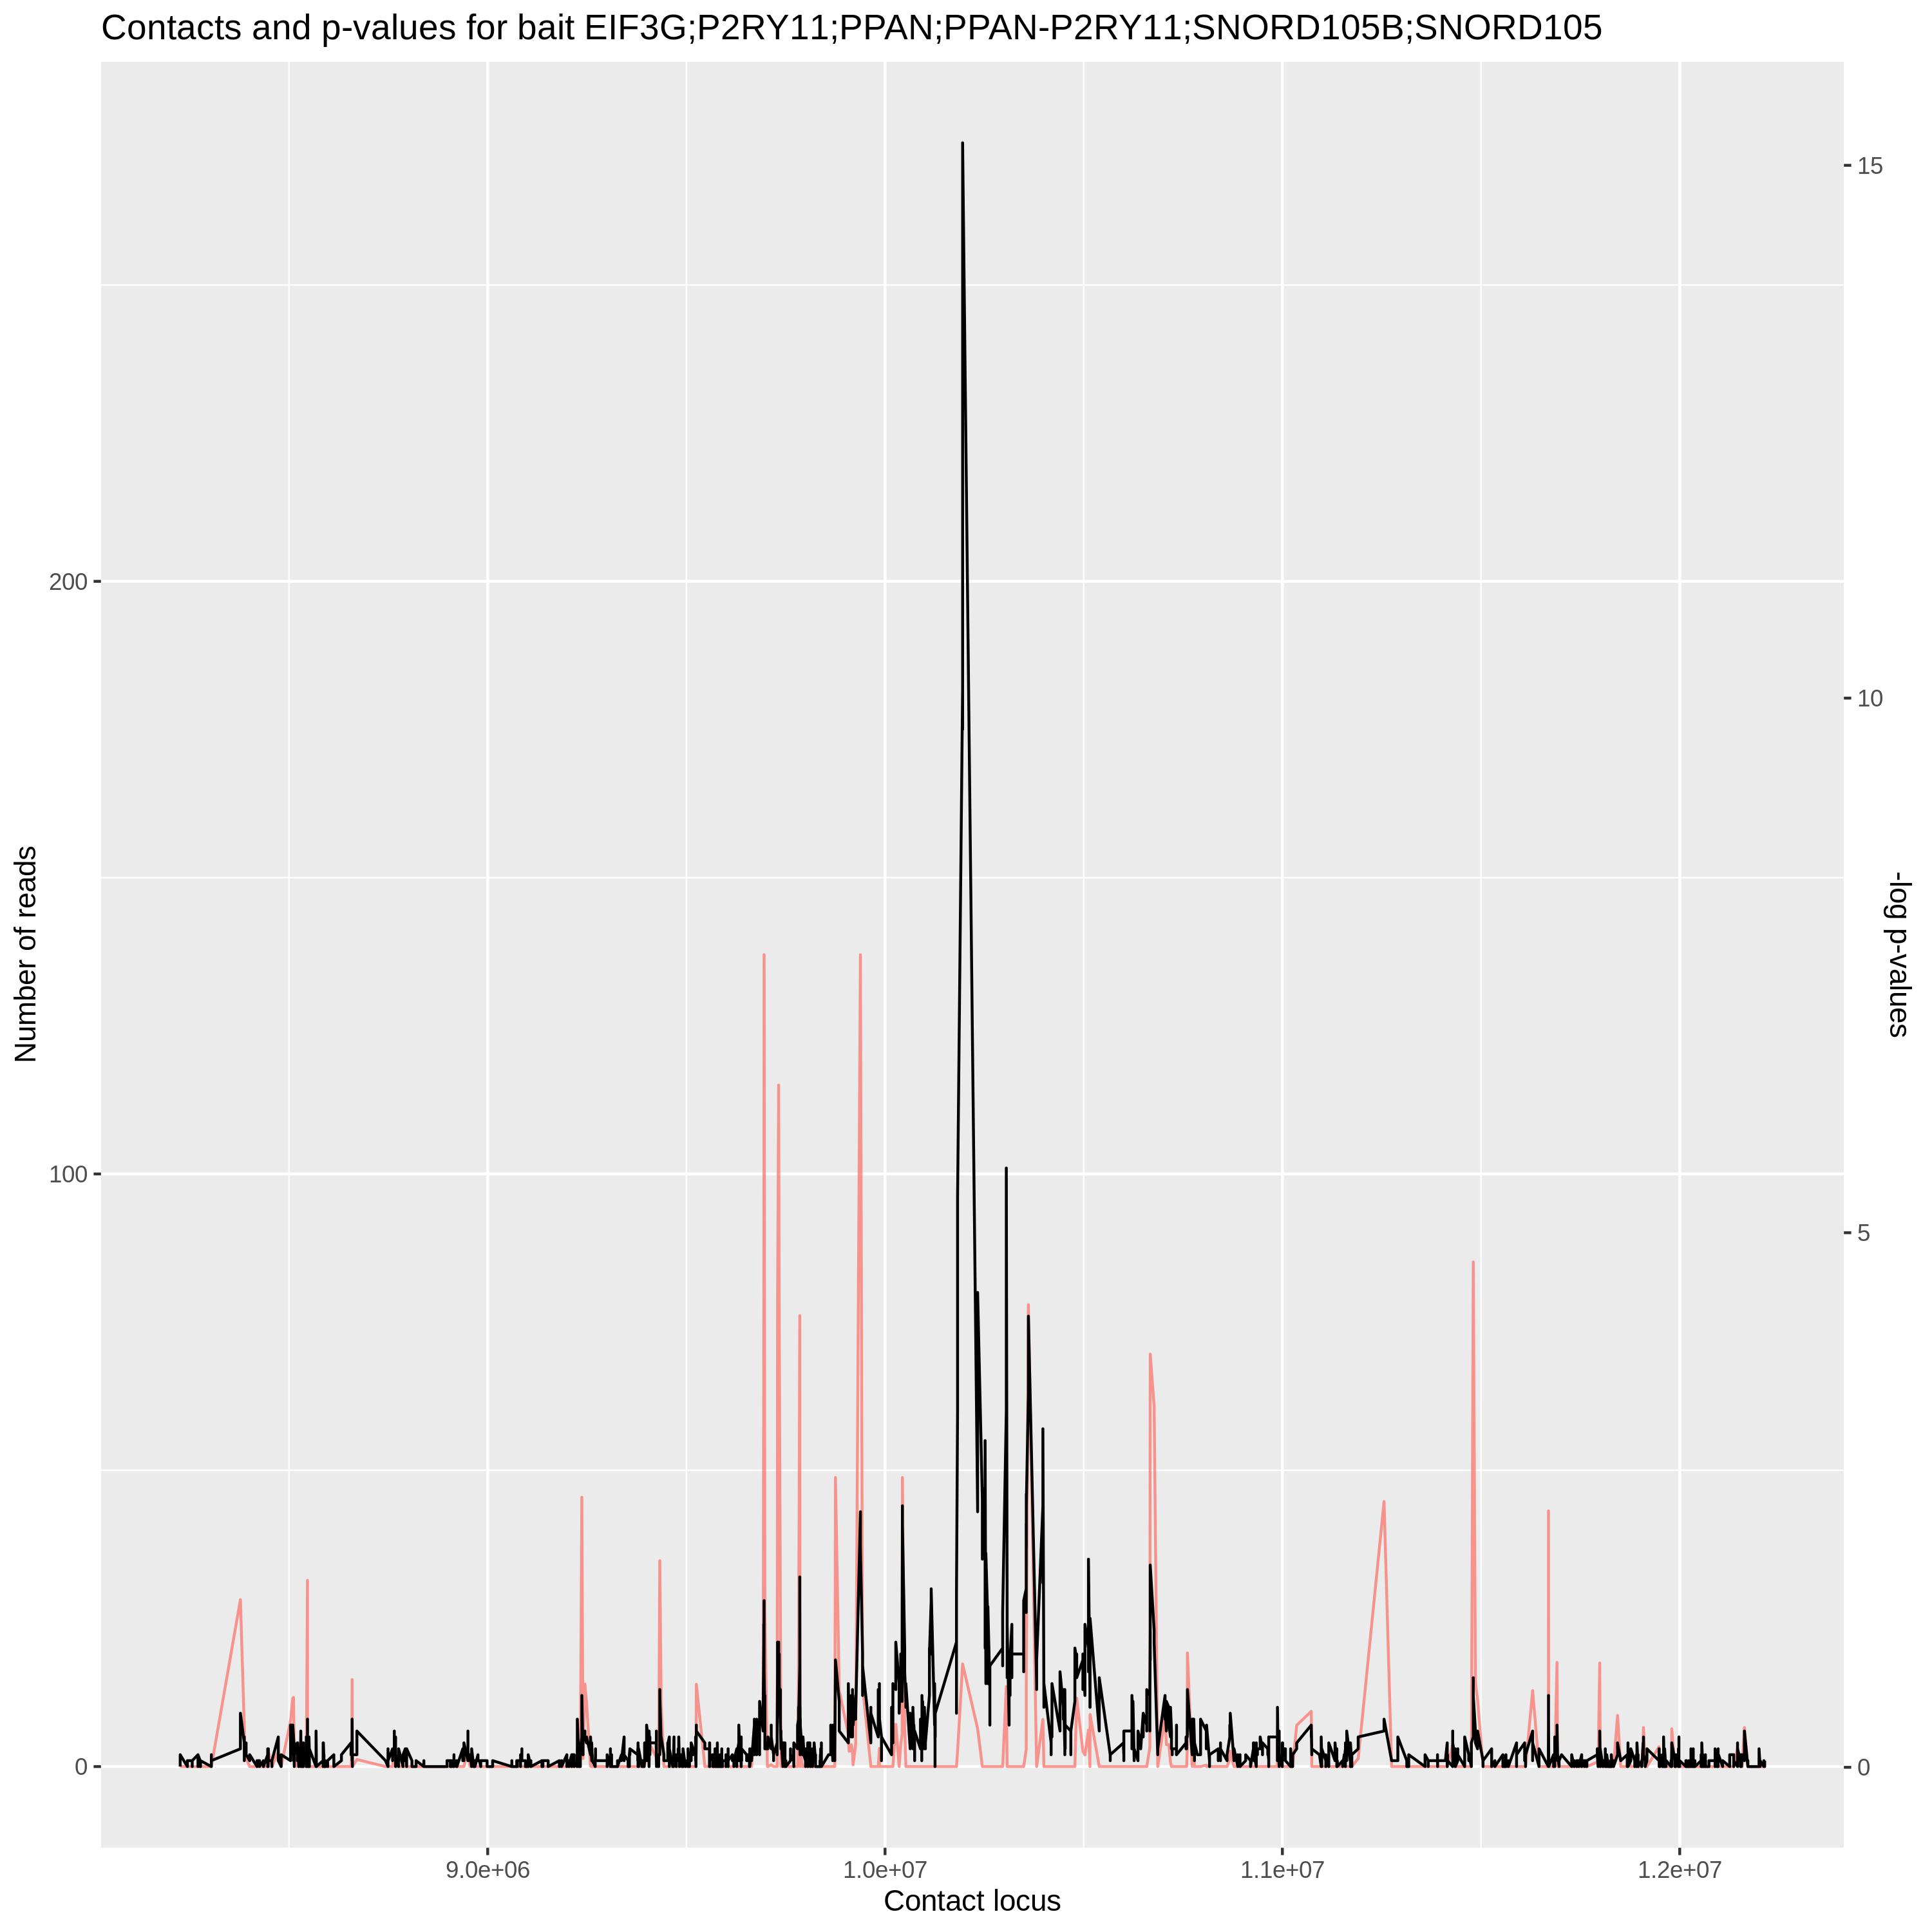 Contacts and p-values for bait EIF3G;P2RY11;PPAN;PPAN-P2RY11;SNORD105B;SNORD105
15
200
10
Number of reads
-log p-values
100
5
0
0
9.0e+06
1.0e+07
1.1e+07
1.2e+07
Contact locus